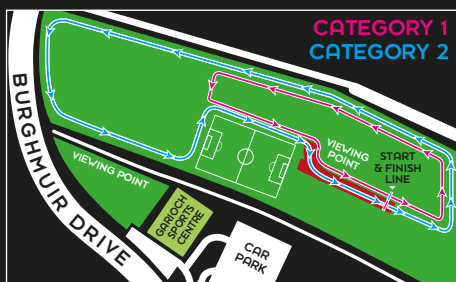 CATEGORY 1
CATEGORY 2
BURGHMUIR DRIVE
VIEWING
POINT
START
& FINISH
LINE
VIEWING POINT
GARIOCH
SPORTS
CENTRE
CAR
PARK